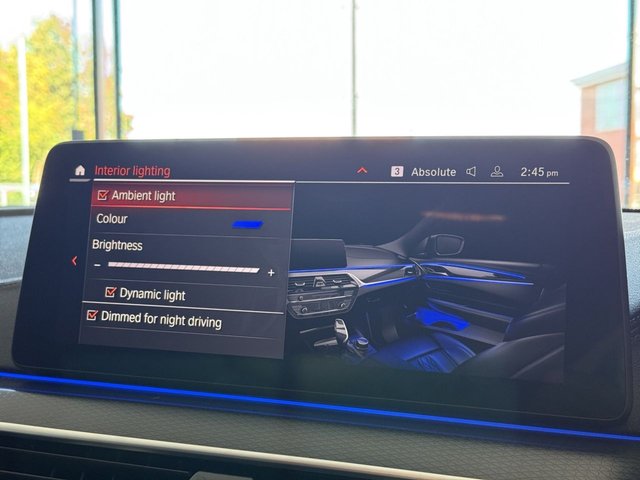 Interior lighting
3 Absolute 2:45 pm
Ambient light
Colour
Brightness
- +
Dynamic light
Dimmed for night driving